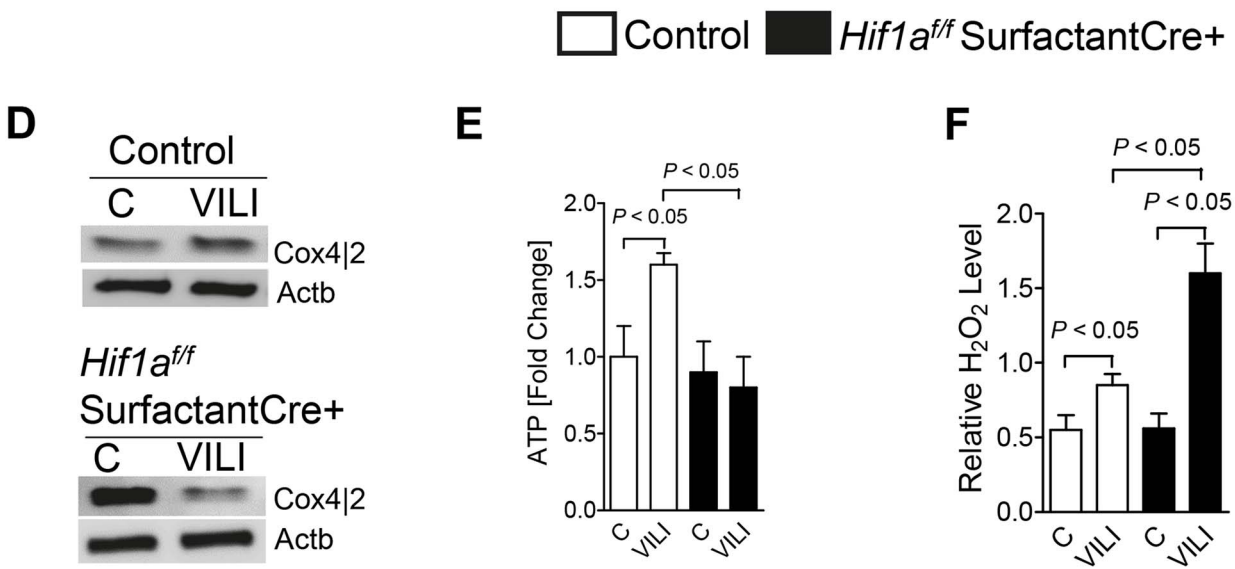 Control Hif1a^f/f SurfactantCre+
D
Control
C VILI
Cox4|2
Actb
Hif1a^f/f
SurfactantCre+
C VILI
Cox4|2
Actb
E
P < 0.05
P < 0.05
ATP [Fold Change]
2.0
1.5
1.0
0.5
0.0
C VILI C VILI
F
P < 0.05
P < 0.05
P < 0.05
Relative H₂O₂ Level
2.0
1.5
1.0
0.5
0.0
C VILI C VILI